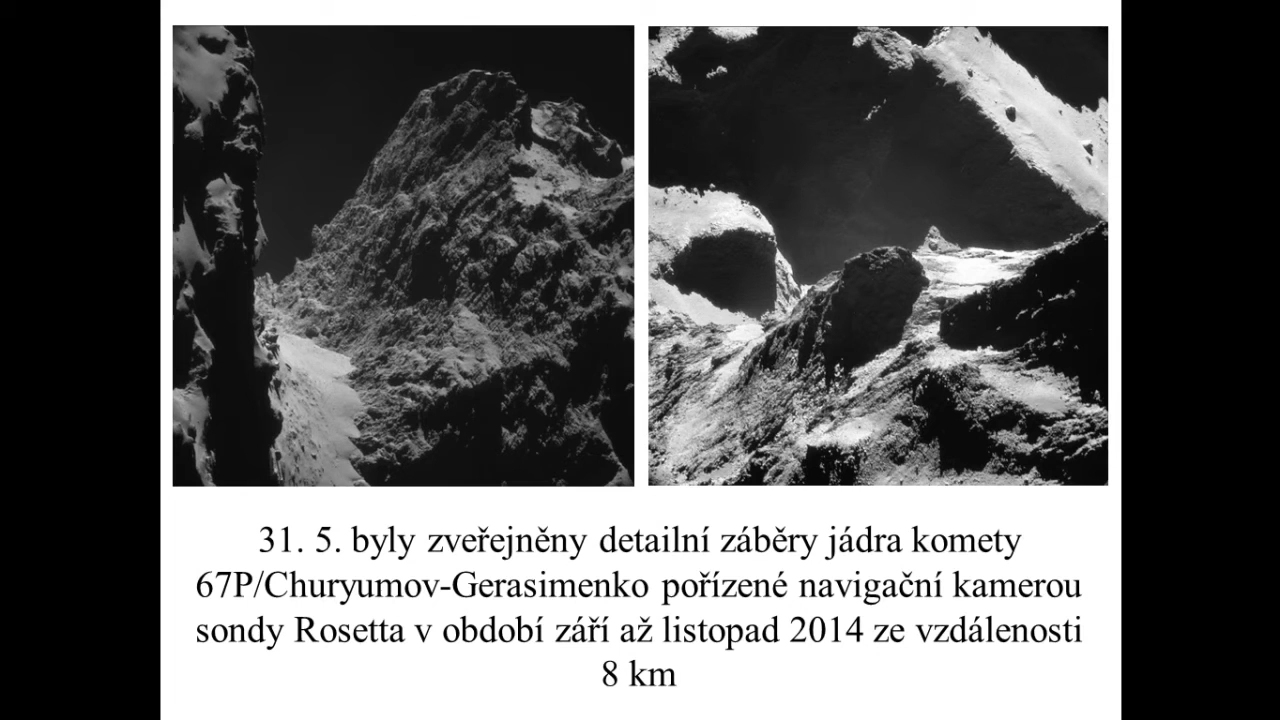 31. 5. byly zveřejněny detailní záběry jádra komety
67P/Churyumov-Gerasimenko pořízené navigační kamerou
sondy Rosetta v období září až listopad 2014 ze vzdálenosti
8 km